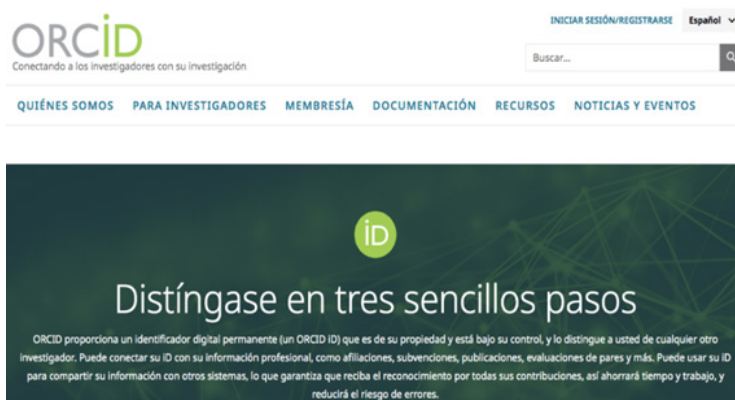 INICIAR SESIÓN/REGISTRARSE Español
ORCID
Conectando a los investigadores con su investigación
Buscar...
QUIÉNES SOMOS PARA INVESTIGADORES MEMBRESÍA DOCUMENTACIÓN RECURSOS NOTICIAS Y EVENTOS
iD
Distíngase en tres sencillos pasos
ORCID proporciona un identificador digital permanente (un ORCID iD) que es de su propiedad y está bajo su control, y lo distingue a usted de cualquier otro
investigador. Puede conectar su iD con su información profesional, como afiliaciones, subvenciones, publicaciones, evaluaciones de pares y más. Puede usar su iD
para compartir su información con otros sistemas, lo que garantiza que reciba el reconocimiento por todas sus contribuciones, así ahorrará tiempo y trabajo, y
reducirá el riesgo de errores.